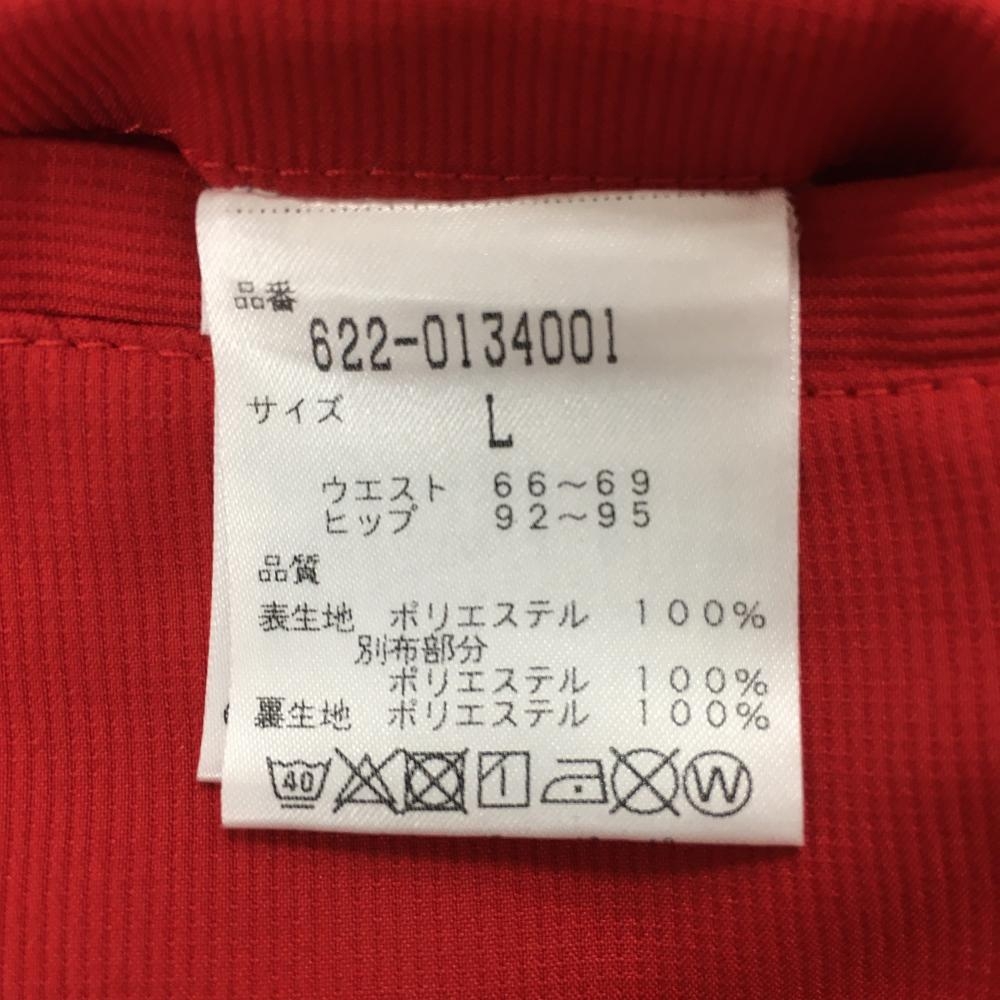 品番
622-0134001
サイズ L
ウエスト 66〜69
ヒップ 92〜95
品質
表生地 ポリエステル 100%
別布部分
ポリエステル 100%
裏生地 ポリエステル 100%
40 W